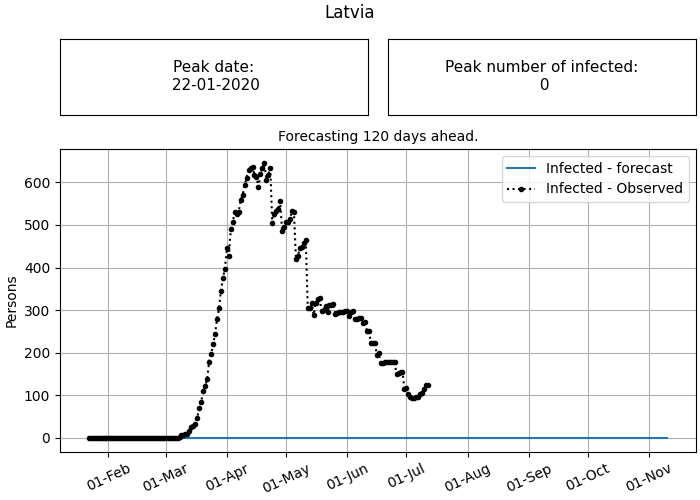 Latvia
Peak date:
22-01-2020
Peak number of infected:
0
Forecasting 120 days ahead.
Infected - forecast
Infected - Observed
Persons
600
500
400
300
200
100
0
01-Feb
01-Mar
01-Apr
01-May
01-Jun
01-Jul
01-Aug
01-Sep
01-Oct
01-Nov